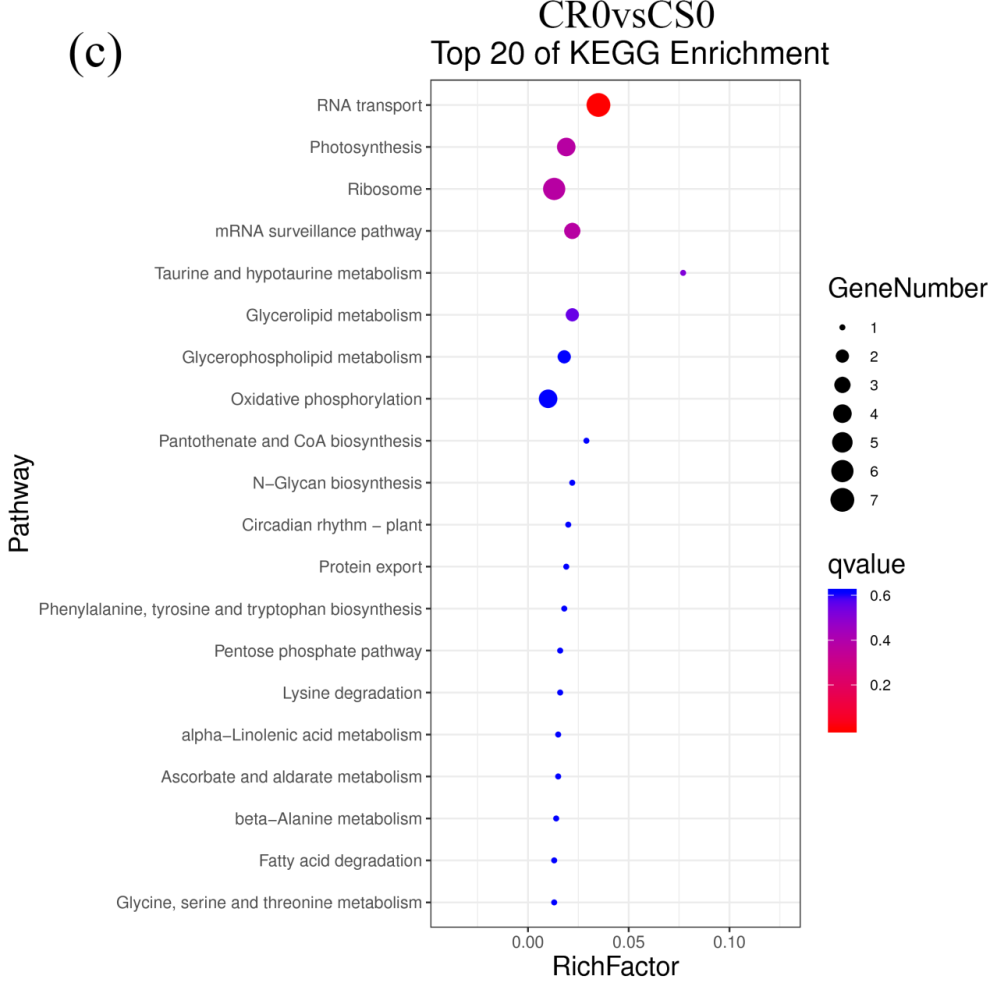 CR0vsCS0
(c)
Top 20 of KEGG Enrichment
RNA transport
Photosynthesis
Ribosome
mRNA surveillance pathway
Taurine and hypotaurine metabolism
Glycerolipid metabolism
Glycerophospholipid metabolism
Oxidative phosphorylation
Pantothenate and CoA biosynthesis
N−Glycan biosynthesis
Circadian rhythm − plant
Protein export
Phenylalanine, tyrosine and tryptophan biosynthesis
Pentose phosphate pathway
Lysine degradation
alpha−Linolenic acid metabolism
Ascorbate and aldarate metabolism
beta−Alanine metabolism
Fatty acid degradation
Glycine, serine and threonine metabolism
Pathway
0.00 0.05 0.10
RichFactor
GeneNumber
1
2
3
4
5
6
7
qvalue
0.6
0.4
0.2